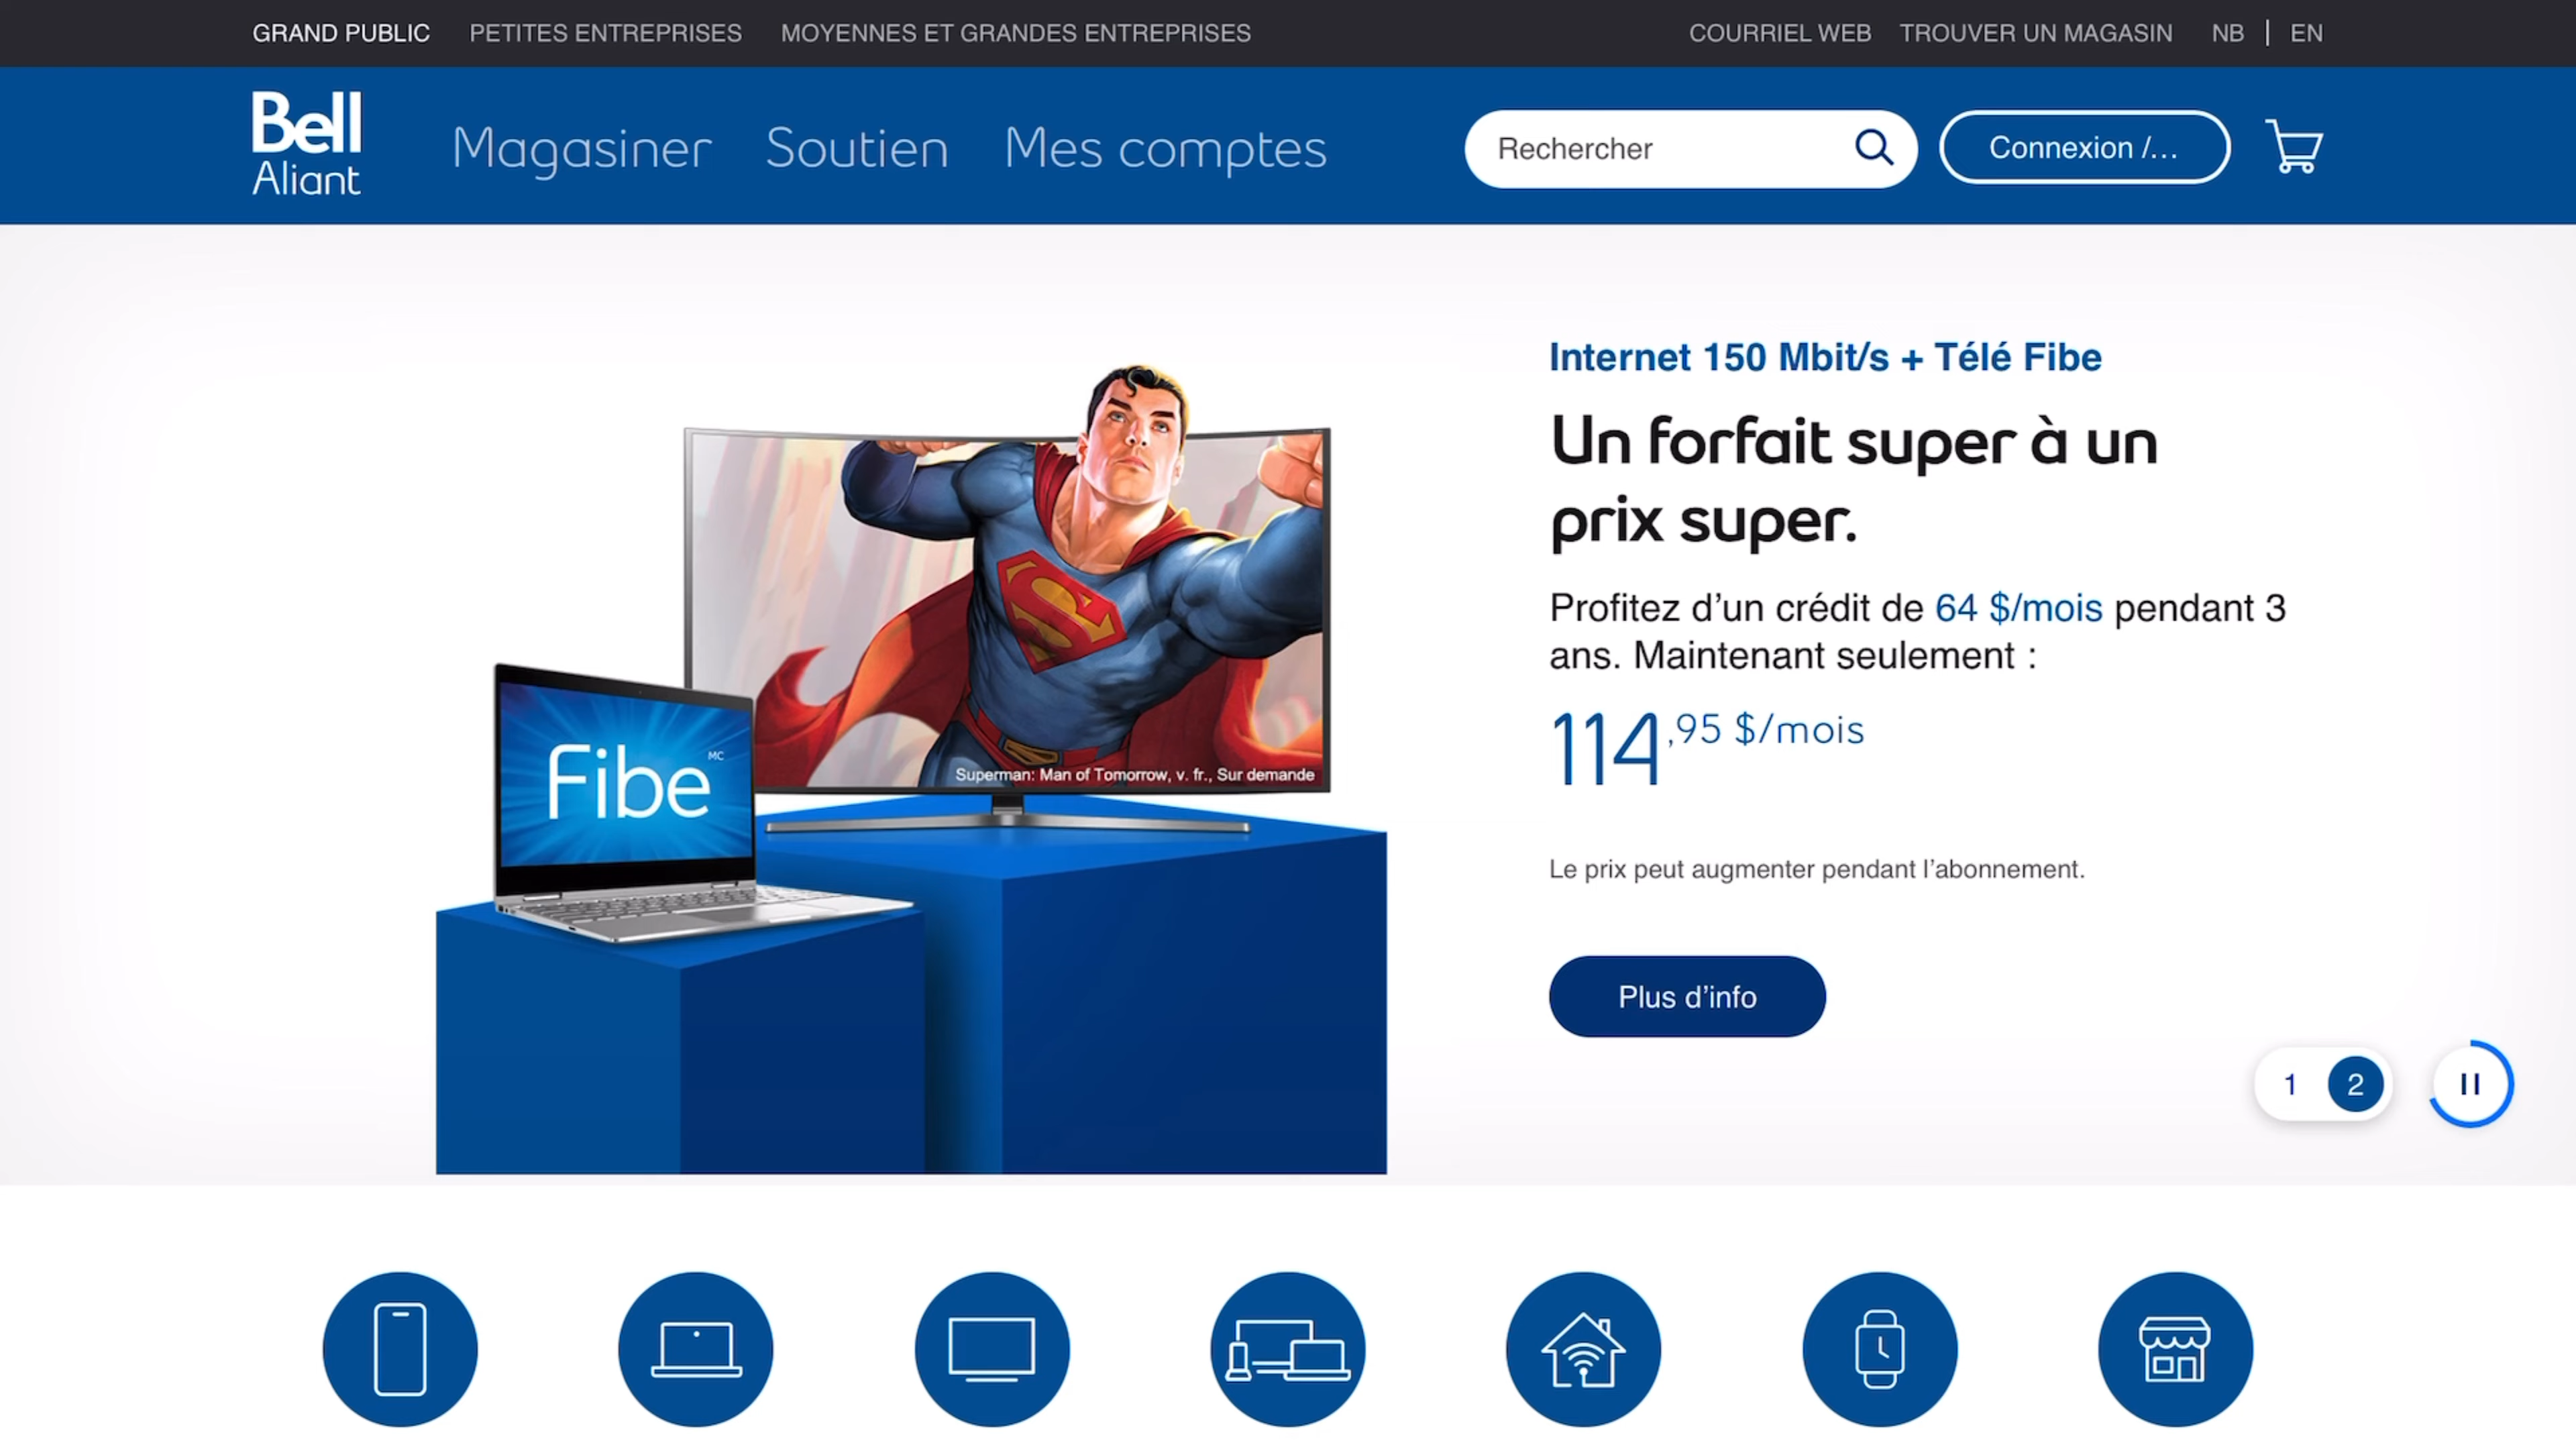 GRAND PUBLIC PETITES ENTREPRISES MOYENNES ET GRANDES ENTREPRISES COURRIEL WEB TROUVER UN MAGASIN NB | EN
Bell
Aliant
Magasiner Soutien Mes comptes Rechercher Connexion /...
Internet 150 Mbit/s + Télé Fibe
Un forfait super à un
prix super.
Profitez d’un crédit de 64 $/mois pendant 3
ans. Maintenant seulement :
114,95 $/mois
Superman: Man of Tomorrow, v. fr., Sur demande
Fibe MC
Le prix peut augmenter pendant l’abonnement.
Plus d’info
1 2